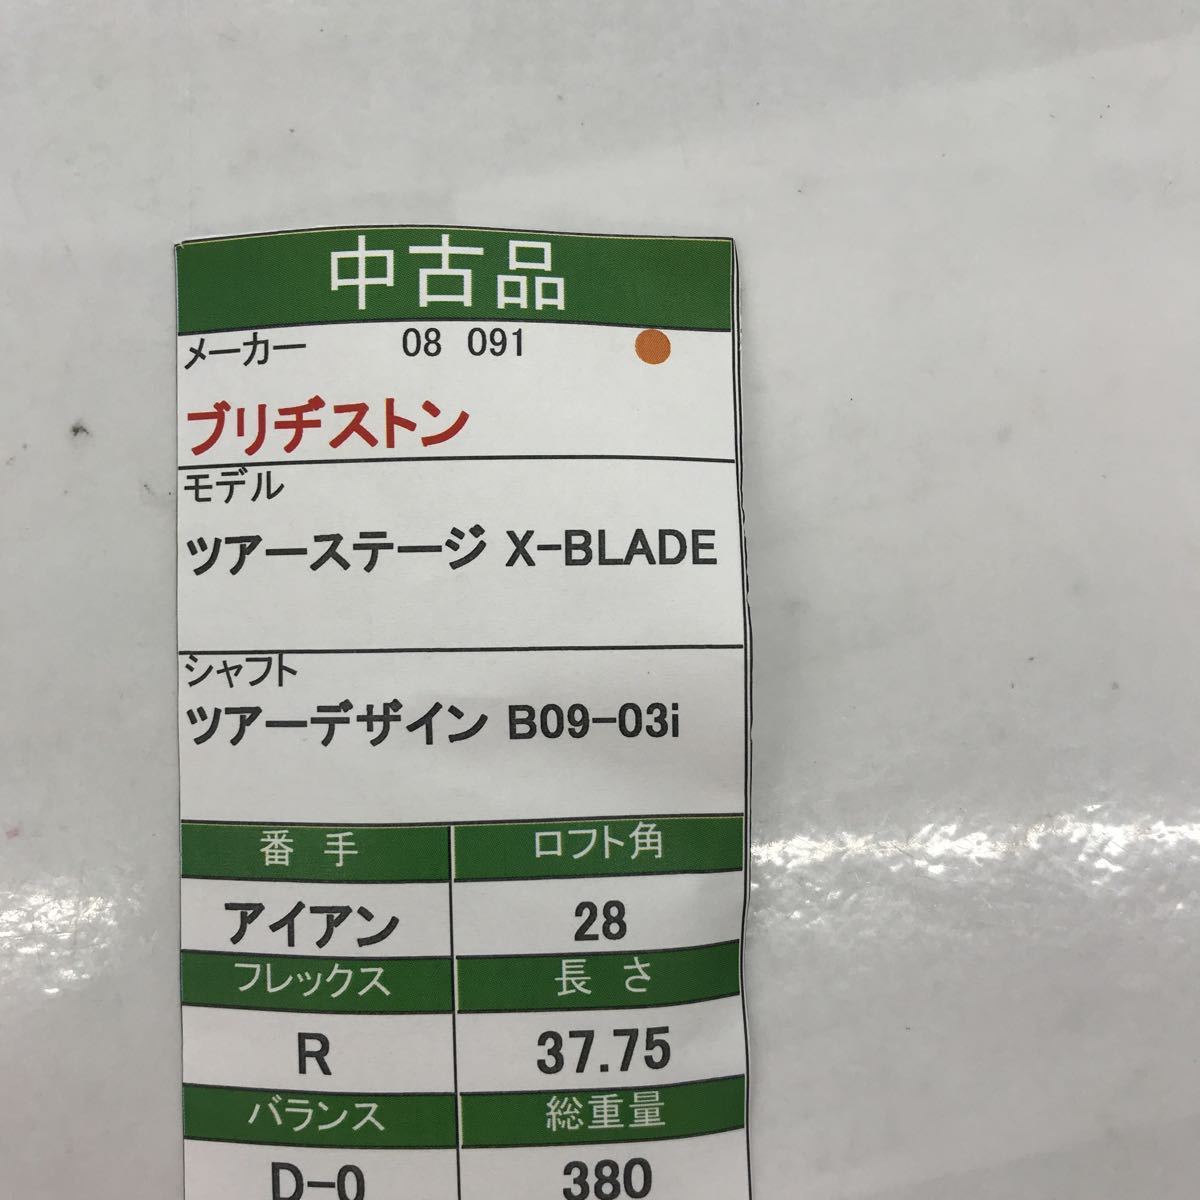 中古品
メーカー 08 091
ブリヂストン
モデル
ツアーステージ X-BLADE
シャフト
ツアーデザイン B09-03i
番手 ロフト角
アイアン 28
フレックス 長さ
R 37.75
バランス 総重量
D-0 380